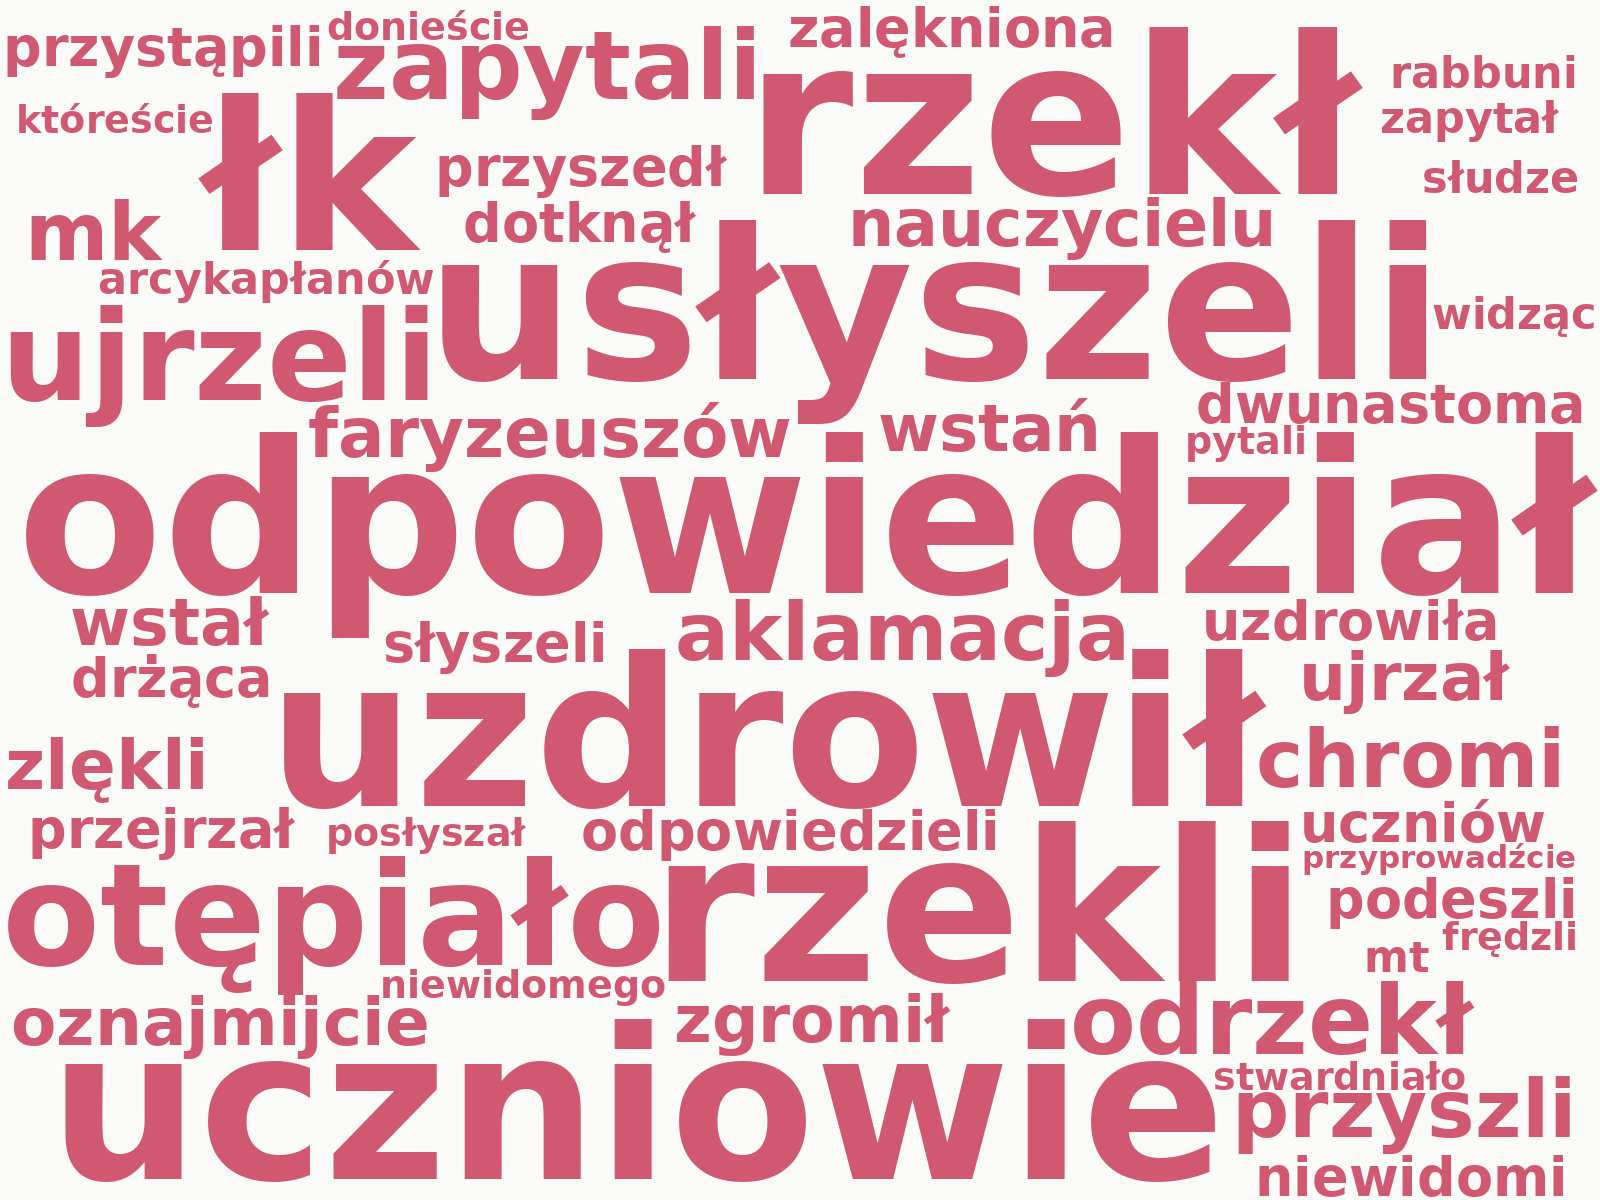 donieście
zalękniona
przystąpili
zapytali
rzekł
rabbuni
któreście
łk
zapytał
przyszedł
słudze
mk
dotknął
nauczycielu
arcykapłanów
usłyszeli
widząc
ujrzeli
dwunastoma
faryzeuszów
wstań
pytali
odpowiedział
wstał
słyszeli
aklamacja
uzdrowiła
drżąca
uzdrowił
ujrzał
zlękli
chromi
przejrzał
posłyszał
odpowiedzieli
uczniów
przyprowadźcie
otępiało
rzekli
podeszli
frędzli
mt
niewidomego
oznajmijcie
zgromił
odrzekł
uczniowie
stwardniało
przyszli
niewidomi